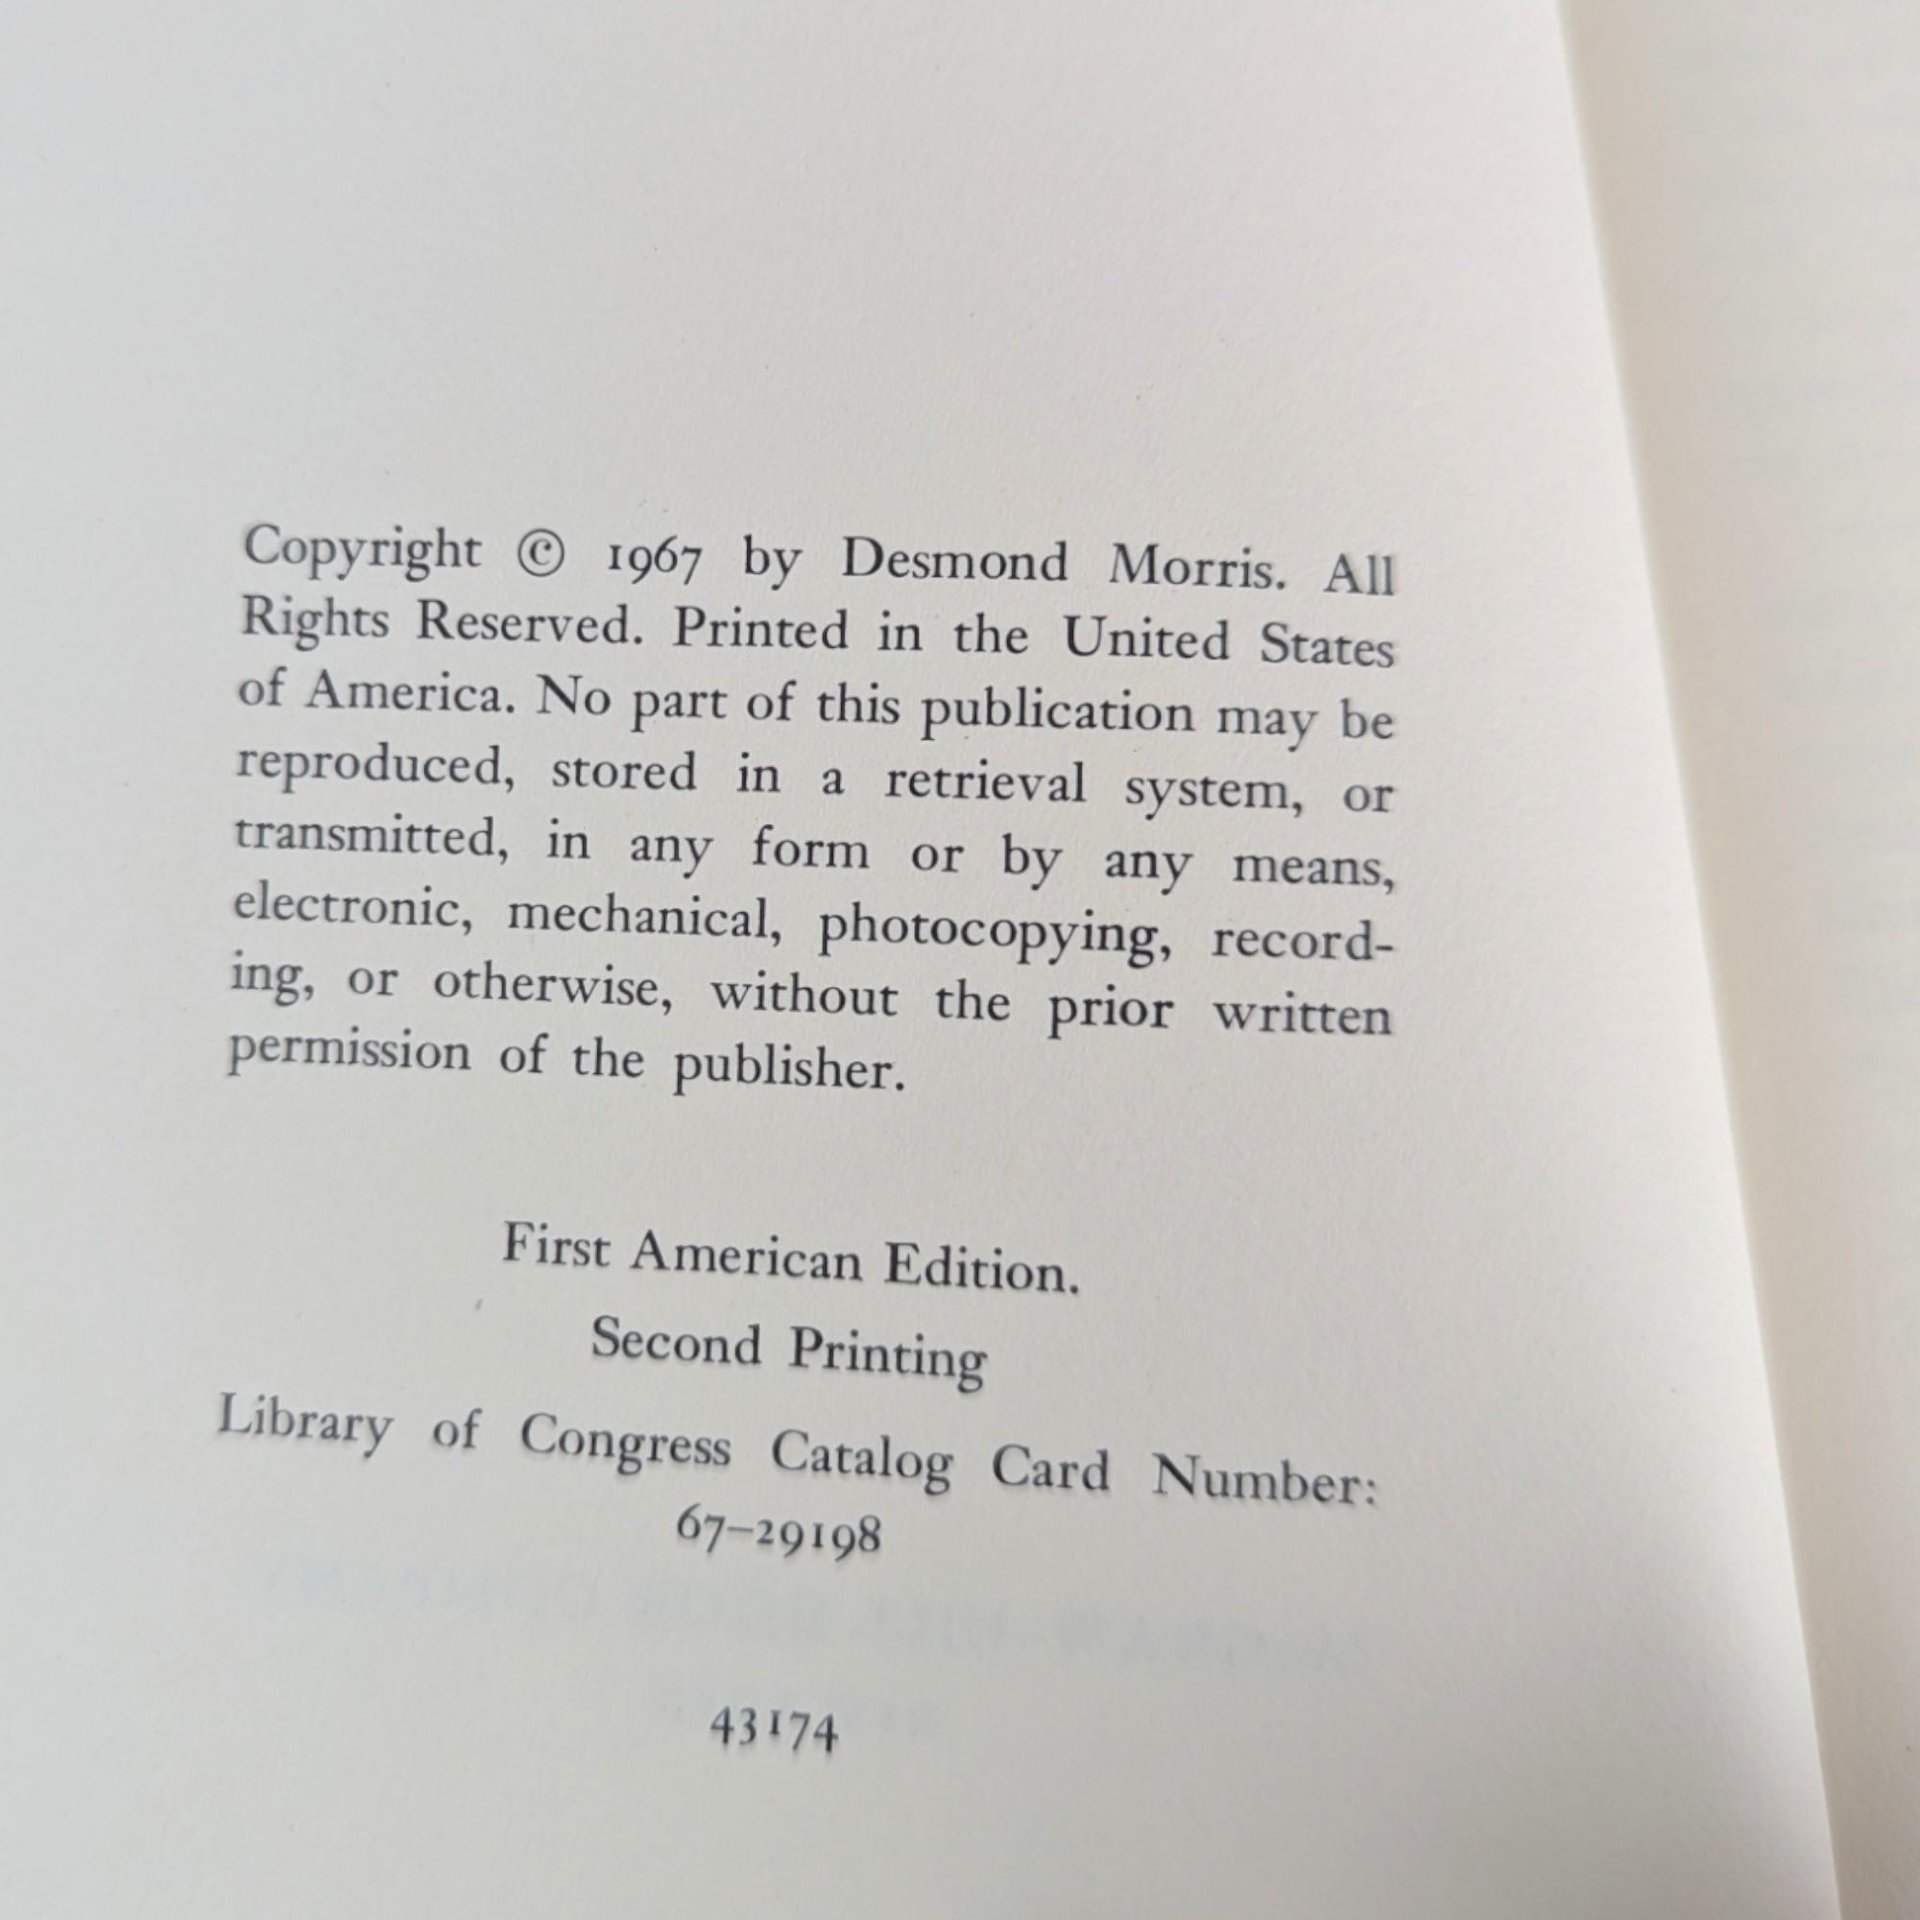 Copyright © 1967 by Desmond Morris. All
Rights Reserved. Printed in the United States
of America. No part of this publication may be
reproduced, stored in a retrieval system, or
transmitted, in any form or by any means,
electronic, mechanical, photocopying, record-
ing, or otherwise, without the prior written
permission of the publisher.
First American Edition.
Second Printing
Library of Congress Catalog Card Number:
67–29198
43174